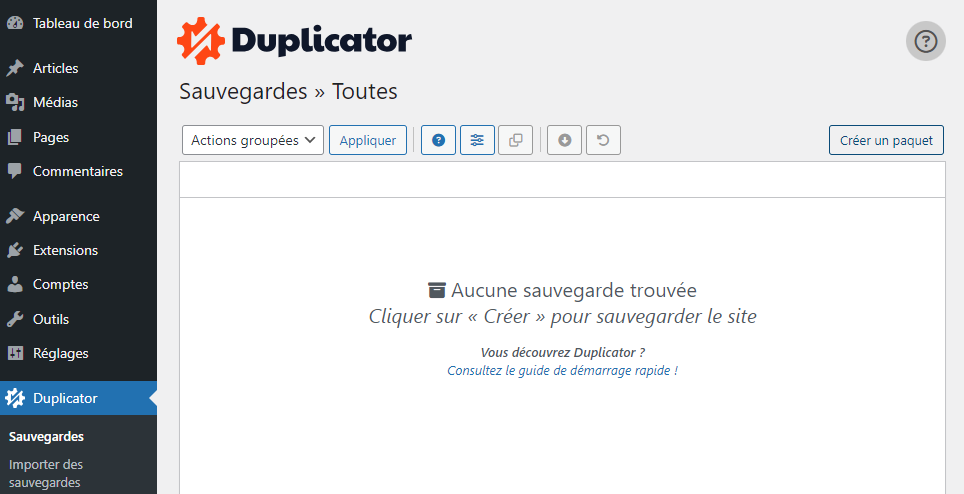 Tableau de bord
Articles
Médias
Pages
Commentaires
Apparence
Extensions
Comptes
Outils
Réglages
Duplicator
Sauvegardes
Importer des
sauvegardes
Duplicator
?
Sauvegardes » Toutes
Actions groupées
Appliquer
?
Créer un paquet
Aucune sauvegarde trouvée
Cliquer sur « Créer » pour sauvegarder le site
Vous découvrez Duplicator ?
Consultez le guide de démarrage rapide !